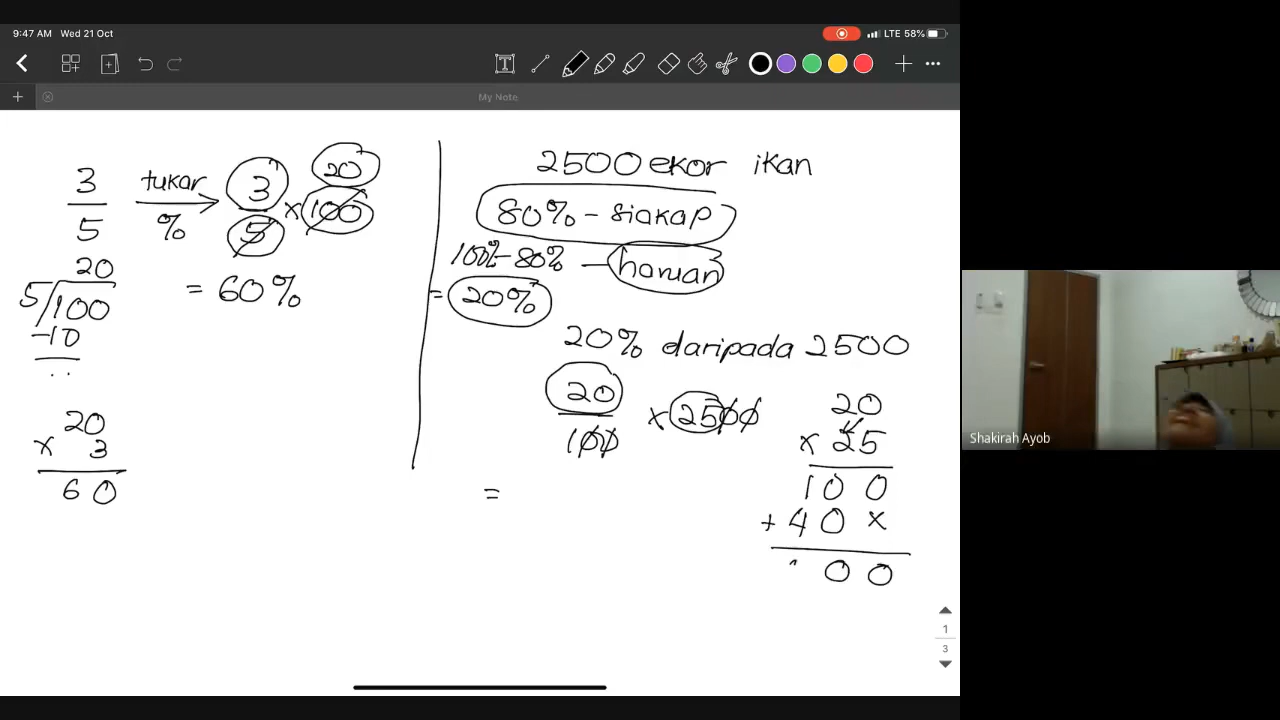 9:47 AM Wed 21 Oct
LTE 58%
T
My Note
3/5 tukar % → 3/5 × 100
20
= 60%
20
5/100
-10
20
× 3
60
2500 ekor ikan
80% - siakap
100% - 80% - haruan
= 20%
20% daripada 2500
20/100 × 2500
=
20
× 25
100
+ 40×
00
1
3
Shakirah Ayob